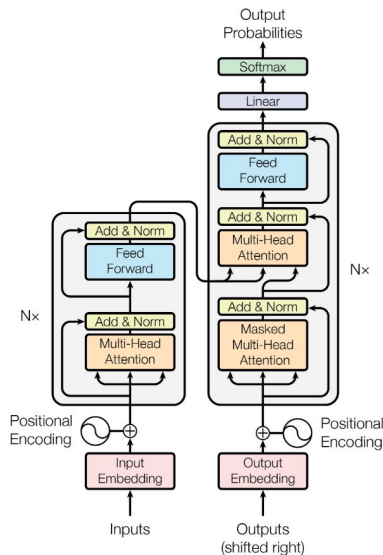 Output
Probabilities
Softmax
Linear
Add & Norm
Feed
Forward
Add & Norm
Multi-Head
Attention
Nx
Add & Norm
Masked
Multi-Head
Attention
Positional
Encoding
Output
Embedding
Outputs
(shifted right)
Add & Norm
Feed
Forward
Nx
Add & Norm
Multi-Head
Attention
Positional
Encoding
Input
Embedding
Inputs